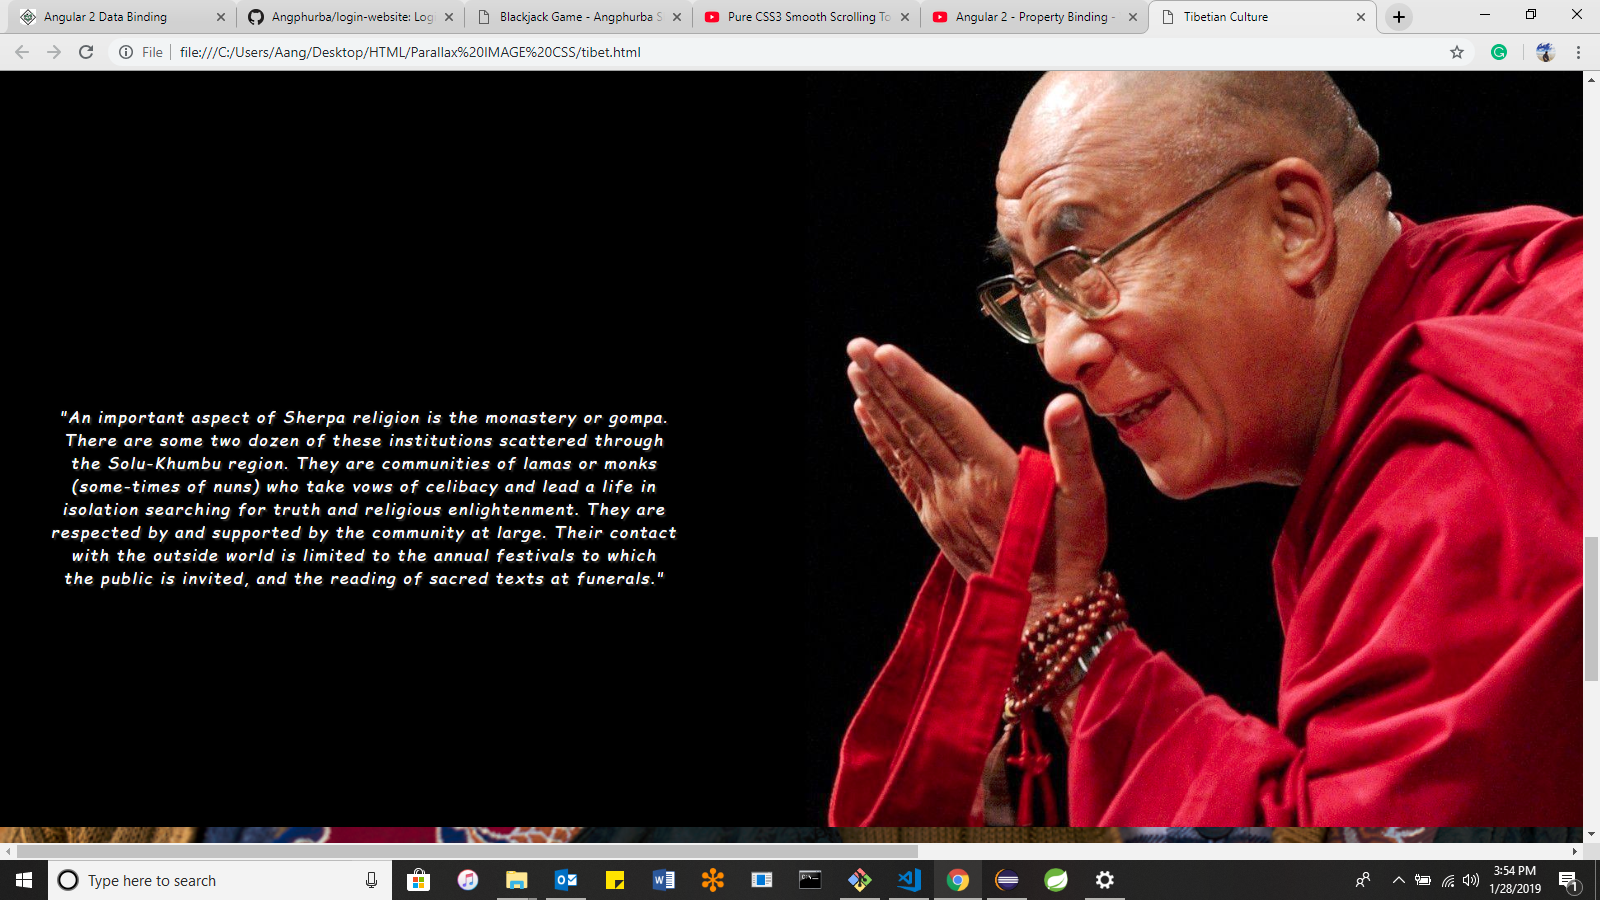 Angular 2 Data Binding
Angphurba/login-website: Log
Blackjack Game - Angphurba S
Pure CSS3 Smooth Scrolling To
Angular 2 - Property Binding -
Tibetian Culture
File
file:///C:/Users/Aang/Desktop/HTML/Parallax%20IMAGE%20CSS/tibet.html
"An important aspect of Sherpa religion is the monastery or gompa.
There are some two dozen of these institutions scattered through
the Solu-Khumbu region. They are communities of lamas or monks
(some-times of nuns) who take vows of celibacy and lead a life in
isolation searching for truth and religious enlightenment. They are
respected by and supported by the community at large. Their contact
with the outside world is limited to the annual festivals to which
the public is invited, and the reading of sacred texts at funerals."
Type here to search
3:54 PM
1/28/2019
1